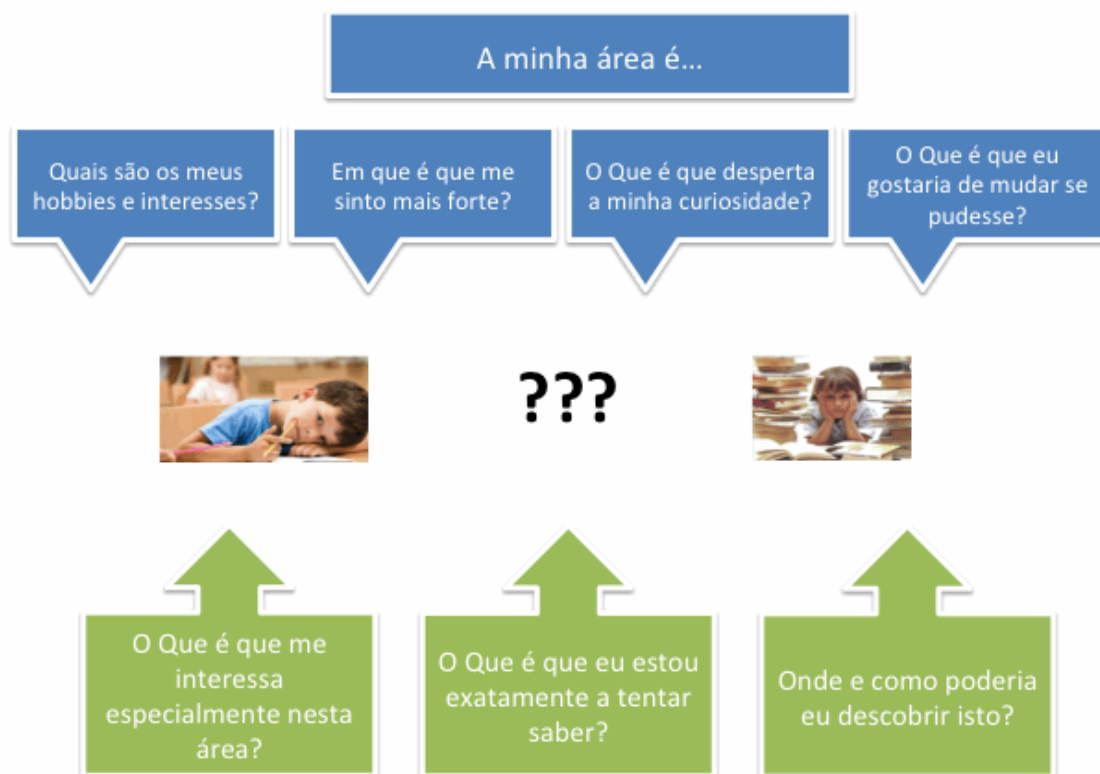 A minha área é...
Quais são os meus
hobbies e interesses?
Em que é que me
sinto mais forte?
O Que é que desperta
a minha curiosidade?
O Que é que eu
gostaria de mudar se
pudesse?
???
O Que é que me
interessa
especialmente nesta
área?
O Que é que eu estou
exatamente a tentar
saber?
Onde e como poderia
eu descobrir isto?